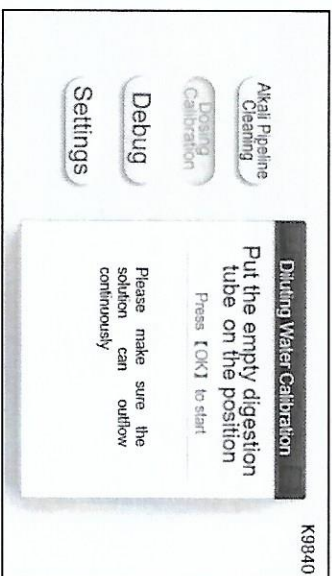 K9840
Alkali Pipeline
Cleaning
Dosing
Calibration
Debug
Settings
Diluting Water Calibration
Put the empty digestion
tube on the position
Press【OK】to start
Please make sure the
solution can outflow
continuously